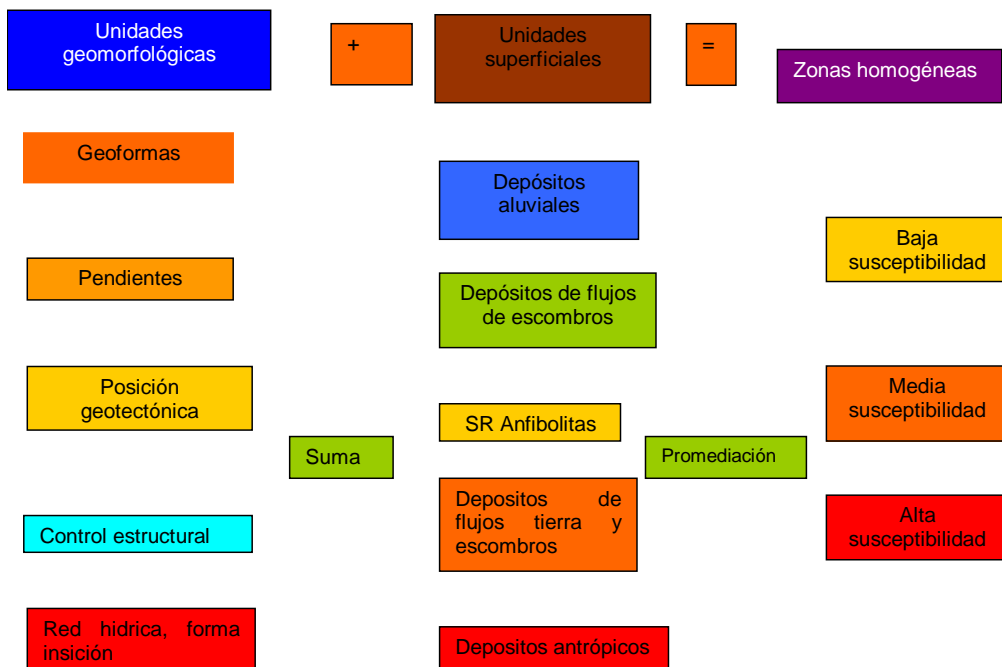 Unidades
geomorfológicas
+
Unidades
superficiales
=
Zonas homogéneas
Geoformas
Depósitos
aluviales
Baja
susceptibilidad
Pendientes
Depósitos de flujos
de escombros
Posición
geotectónica
Media
susceptibilidad
SR Anfibolitas
Suma
Promediación
Depositos de
flujos tierra y
escombros
Alta
susceptibilidad
Control estructural
Red hidrica, forma
insición
Depositos antrópicos